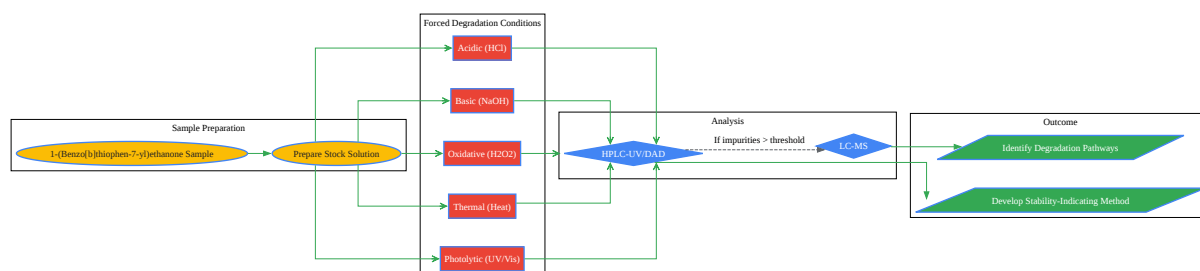 Sample Preparation
1-(Benzo[b]thiophen-7-yl)ethanone Sample
Prepare Stock Solution
Forced Degradation Conditions
Acidic (HCl)
Basic (NaOH)
Oxidative (H2O2)
Thermal (Heat)
Photolytic (UV/Vis)
Analysis
HPLC-UV/DAD
If impurities > threshold
LC-MS
Outcome
Identify Degradation Pathways
Develop Stability-Indicating Method